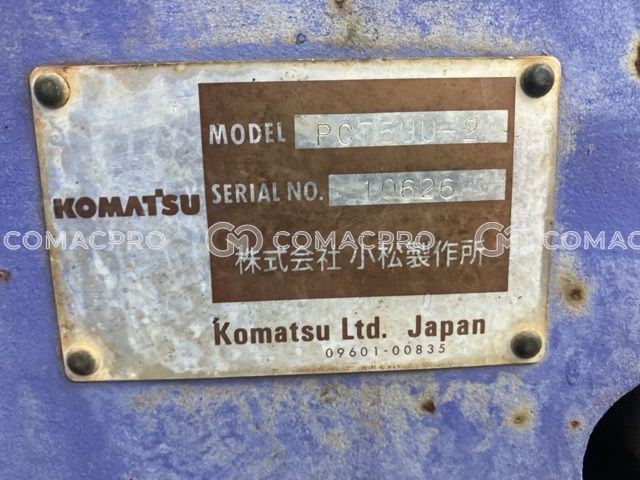 MODEL PC75UU-2
SERIAL NO. 10626
KOMATSU
COMACPRO COMACPRO COMACPRO
株式会社 小松製作所
Komatsu Ltd. Japan
09601-00835